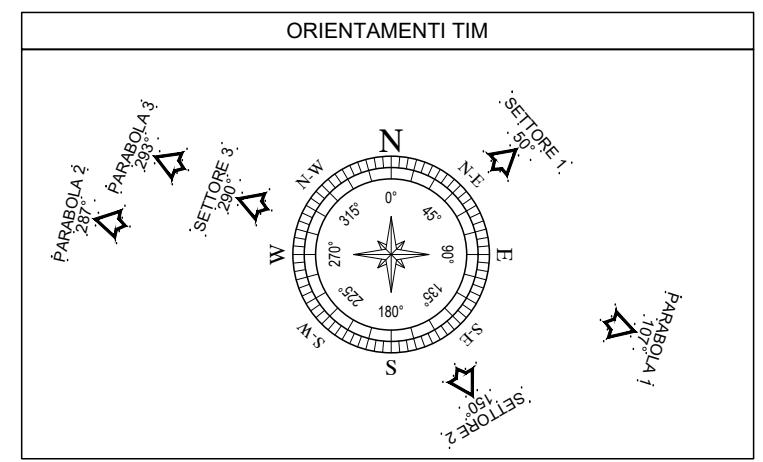 ORIENTAMENTI TIM
PARABOLA 3
293°
PARABOLA 2
287°
SETTORE 3
290°
SETTORE 1
50°
PARABOLA 1
107°
SETTORE 2
150°
N
N-E
E
S-E
S
S-W
W
N-W
0°
45°
90°
135°
180°
225°
270°
315°